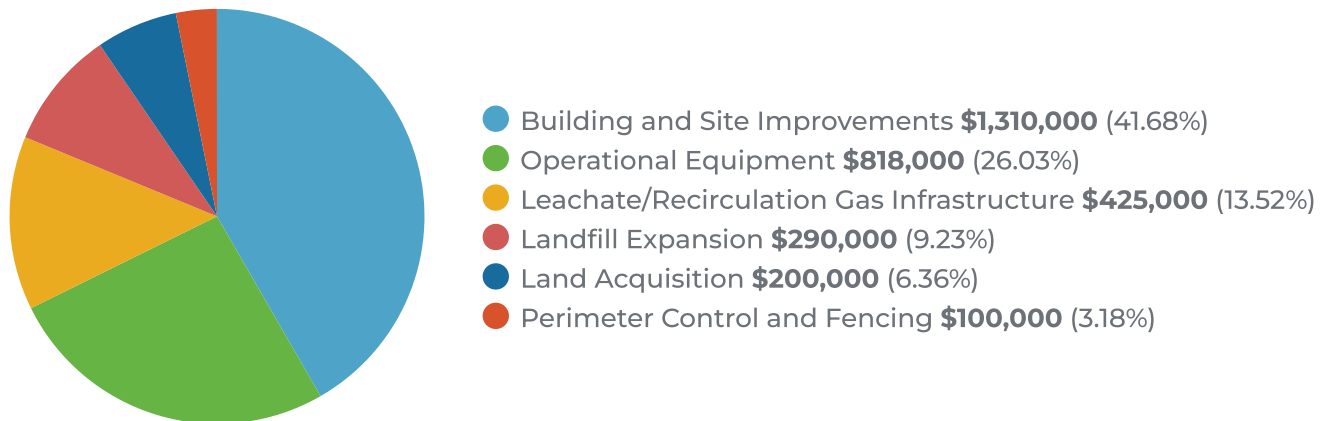 Building and Site Improvements $1,310,000 (41.68%)
Operational Equipment $818,000 (26.03%)
Leachate/Recirculation Gas Infrastructure $425,000 (13.52%)
Landfill Expansion $290,000 (9.23%)
Land Acquisition $200,000 (6.36%)
Perimeter Control and Fencing $100,000 (3.18%)